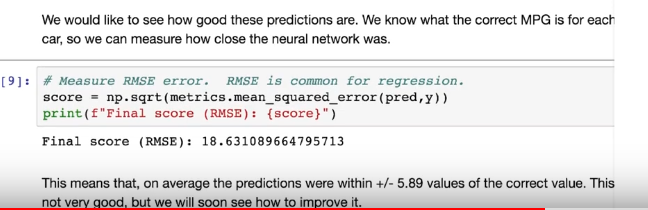 We would like to see how good these predictions are. We know what the correct MPG is for each
car, so we can measure how close the neural network was.
[9]: # Measure RMSE error.  RMSE is common for regression.
score = np.sqrt(metrics.mean_squared_error(pred,y))
print(f"Final score (RMSE): {score}")
Final score (RMSE): 18.631089664795713
This means that, on average the predictions were within +/- 5.89 values of the correct value. This
not very good, but we will soon see how to improve it.